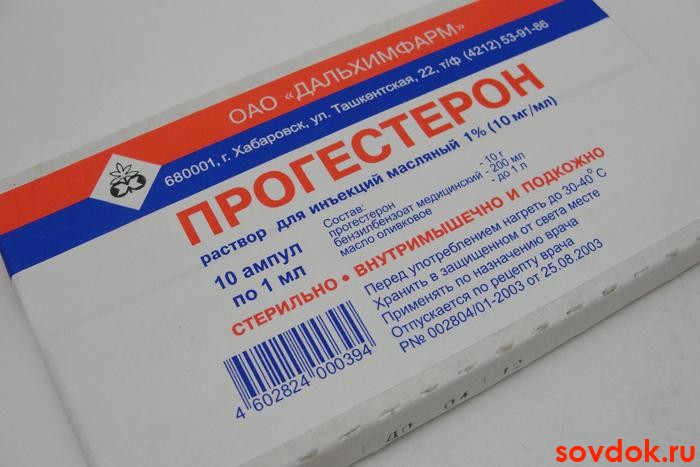 ОАО «ДАЛЬХИМФАРМ»
680001, г. Хабаровск, ул. Ташкентская, 22, т/ф (4212) 53-91-86
ПРОГЕСТЕРОН
раствор для инъекций масляный 1% (10 мг/мл)
10 ампул
по 1 мл
Состав:
прогестерон - 10 г
бензилбензоат медицинский - 200 мл
масло оливковое - до 1 л
СТЕРИЛЬНО • ВНУТРИМЫШЕЧНО И ПОДКОЖНО
Перед употреблением нагреть до 30-40°С
Хранить в защищенном от света месте
Применять по назначению врача
Отпускается по рецепту врача
Р№ 002804/01-2003 от 25.08.2003
4 602824 000394
04 12
sovdok.ru